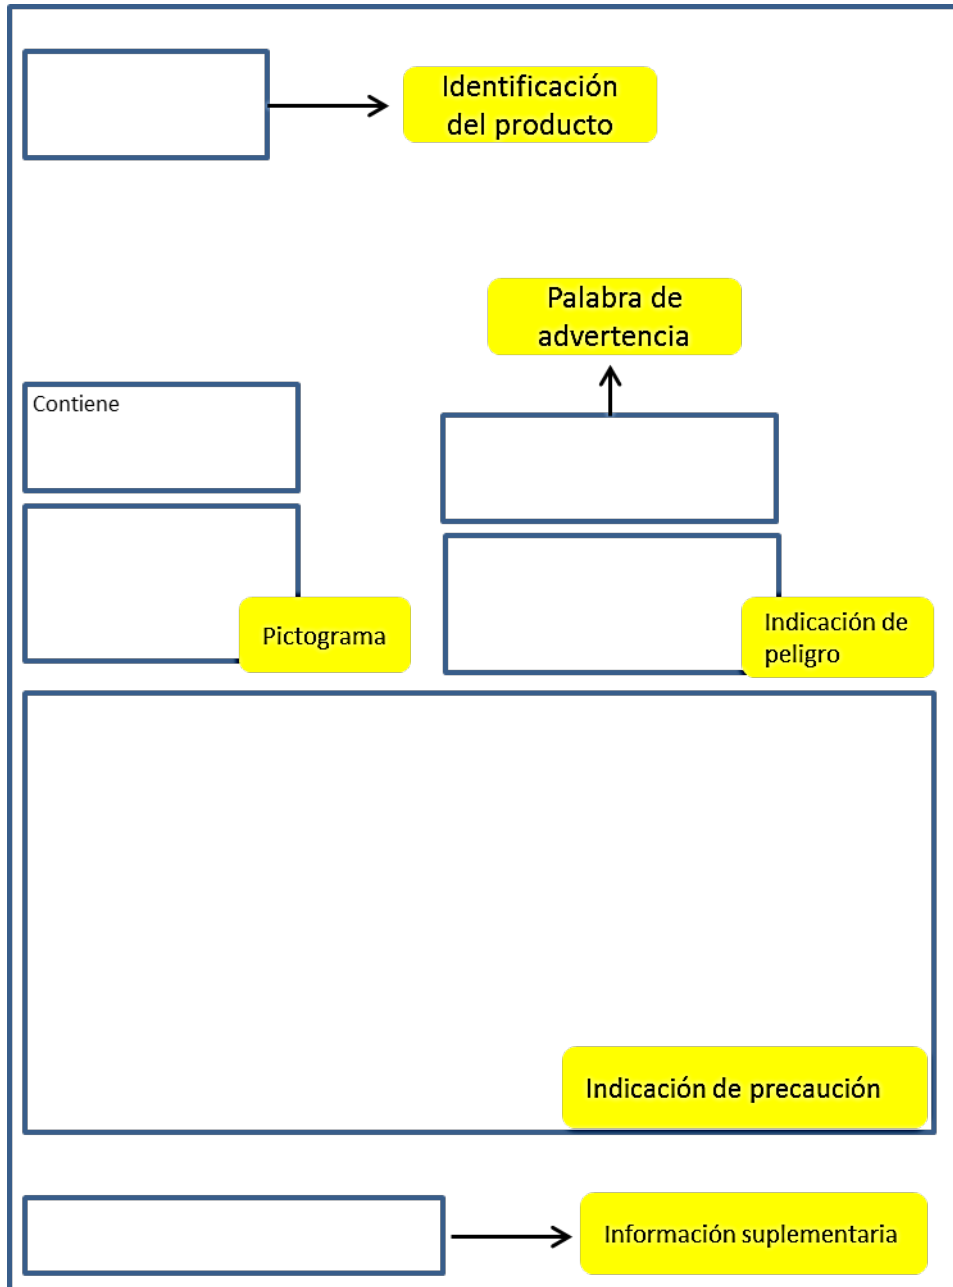 Identificación
del producto
Palabra de
advertencia
Contiene
Pictograma
Indicación de
peligro
Indicación de precaución
Información suplementaria